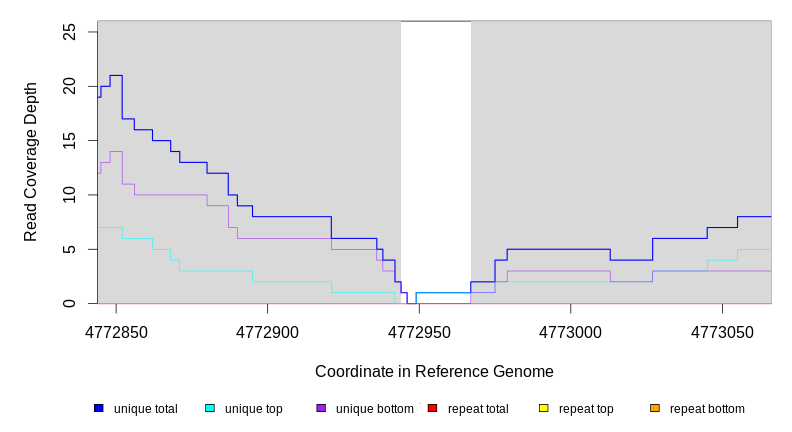 Read Coverage Depth
25
20
15
10
5
0
4772850 4772900 4772950 4773000 4773050
Coordinate in Reference Genome
unique total unique top unique bottom repeat total repeat top repeat bottom